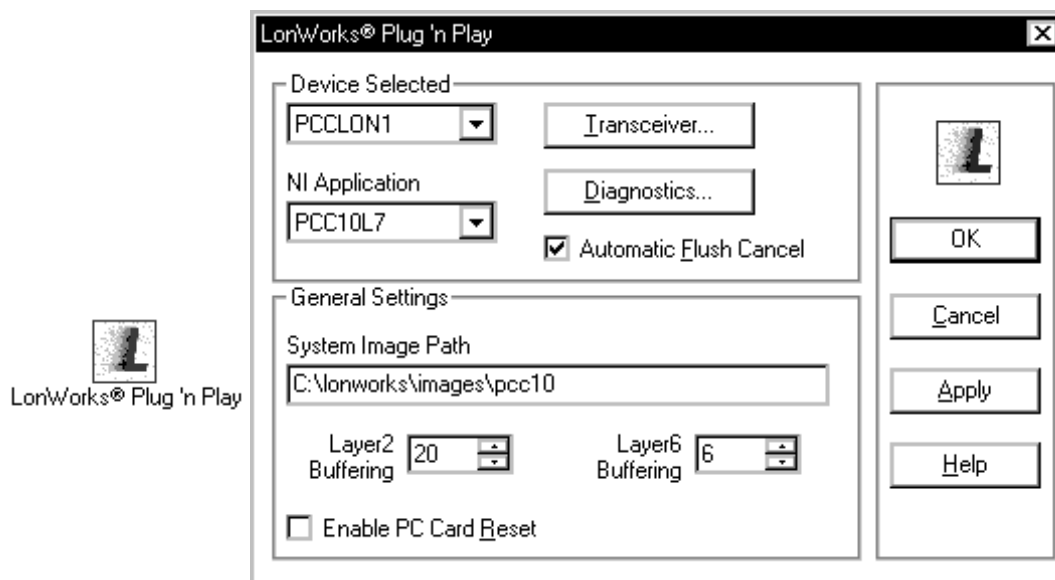 LonWorks® Plug 'n Play
Device Selected
PCCLON1
Transceiver...
NI Application
PCC10L7
Diagnostics...
Automatic Flush Cancel
General Settings
System Image Path
C:\lonworks\images\pcc10
Layer2
Buffering
20
Layer6
Buffering
6
Enable PC Card Reset
L
OK
Cancel
Apply
Help
L
LonWorks® Plug 'n Play